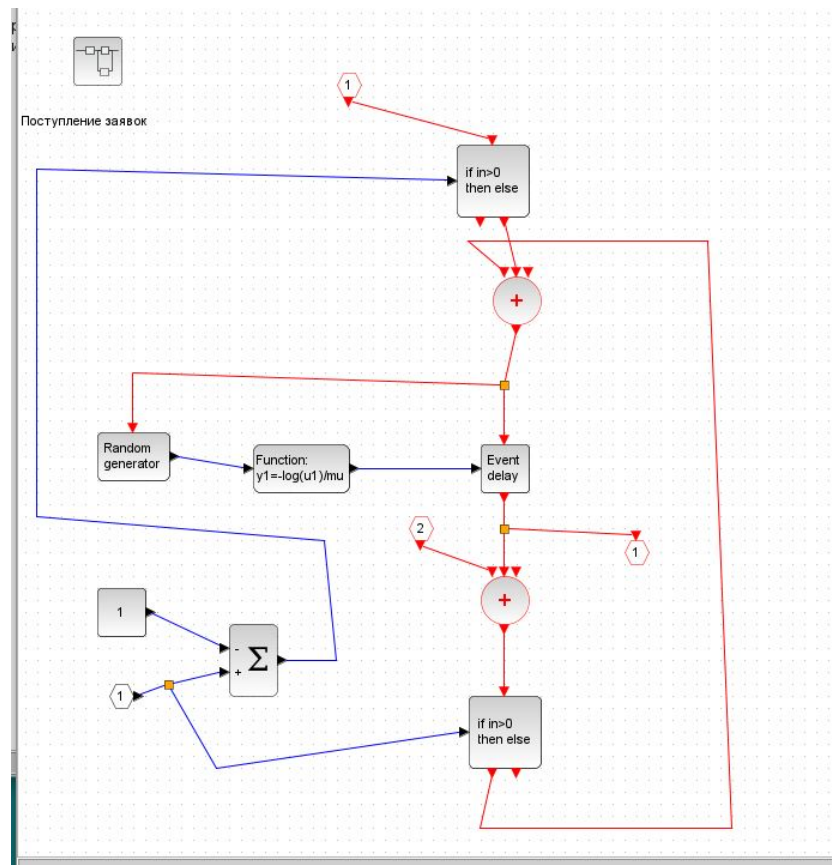 1
Поступление заявок
if in>0
then else
+
Random
generator
Function:
y1=-log(u1)/mu
Event
delay
2
1
+
1
-
Σ
+
1
if in>0
then else